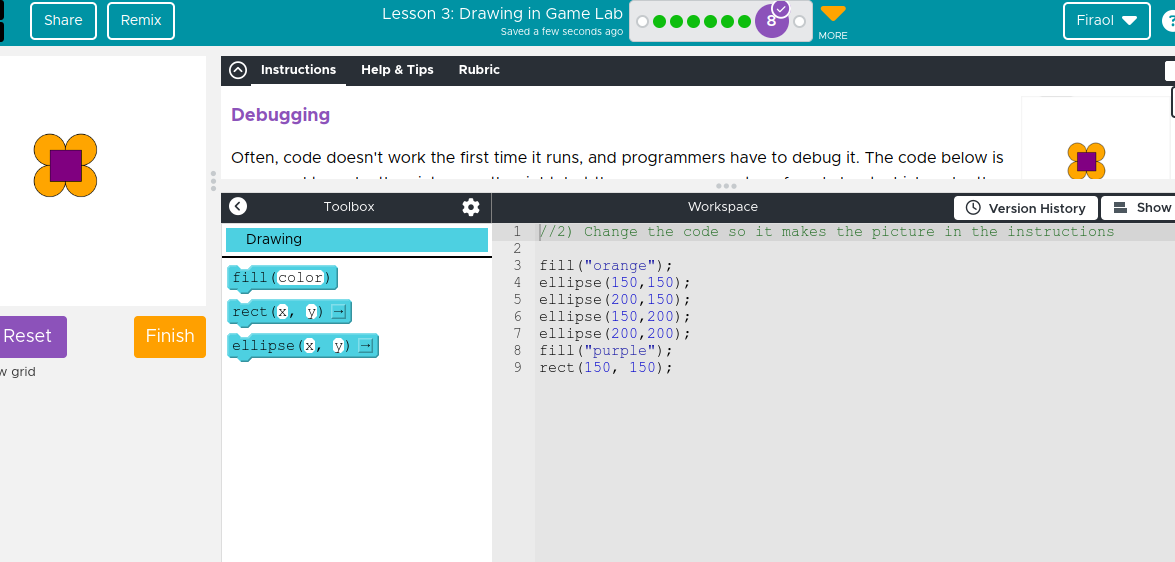 Share
Remix
Lesson 3: Drawing in Game Lab
Saved a few seconds ago
8
MORE
Firaol
?
Instructions
Help & Tips
Rubric
Debugging
Often, code doesn't work the first time it runs, and programmers have to debug it. The code below is
Toolbox
Workspace
Version History
Show
Drawing
fill(color)
rect(x, y) →
ellipse(x, y) →
1 //2) Change the code so it makes the picture in the instructions
2
3 fill("orange");
4 ellipse(150,150);
5 ellipse(200,150);
6 ellipse(150,200);
7 ellipse(200,200);
8 fill("purple");
9 rect(150, 150);
Reset
Finish
w grid